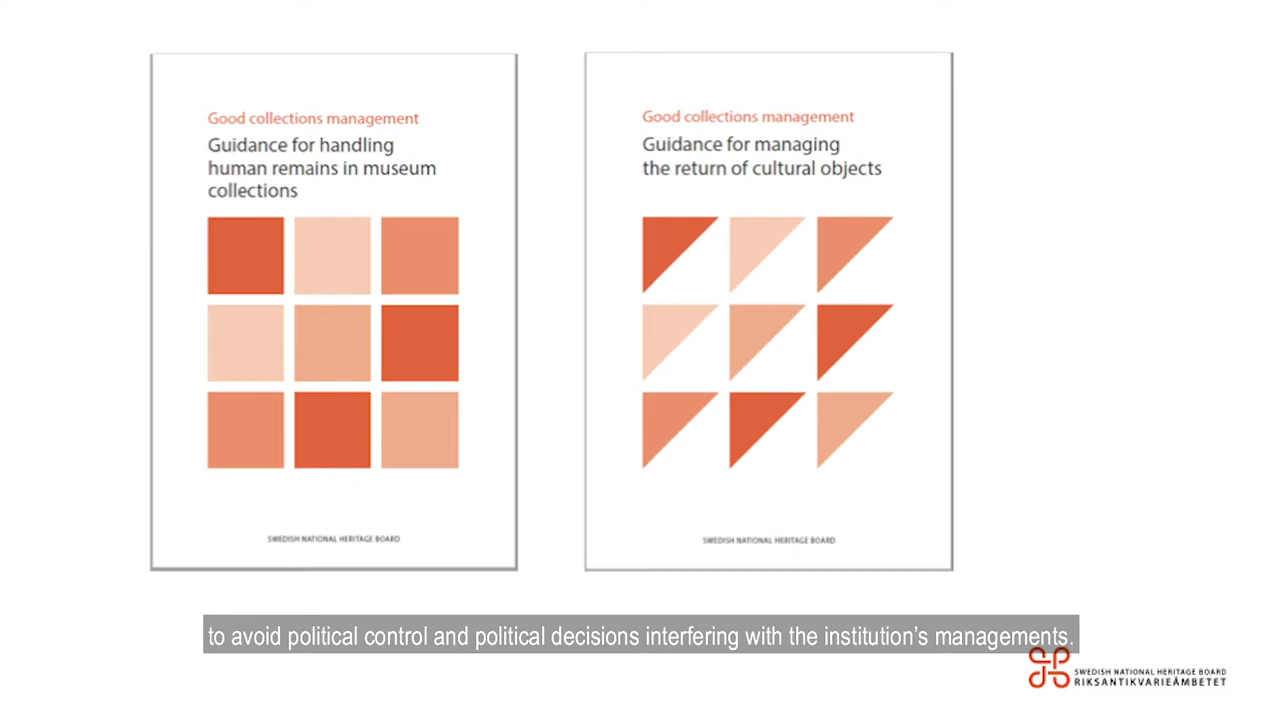 Good collections management
Guidance for handling
human remains in museum
collections
SWEDISH NATIONAL HERITAGE BOARD
Good collections management
Guidance for managing
the return of cultural objects
SWEDISH NATIONAL HERITAGE BOARD
to avoid political control and political decisions interfering with the institution’s managements.
SWEDISH NATIONAL HERITAGE BOARD
RIKSANTIKVARIEÄMBETET